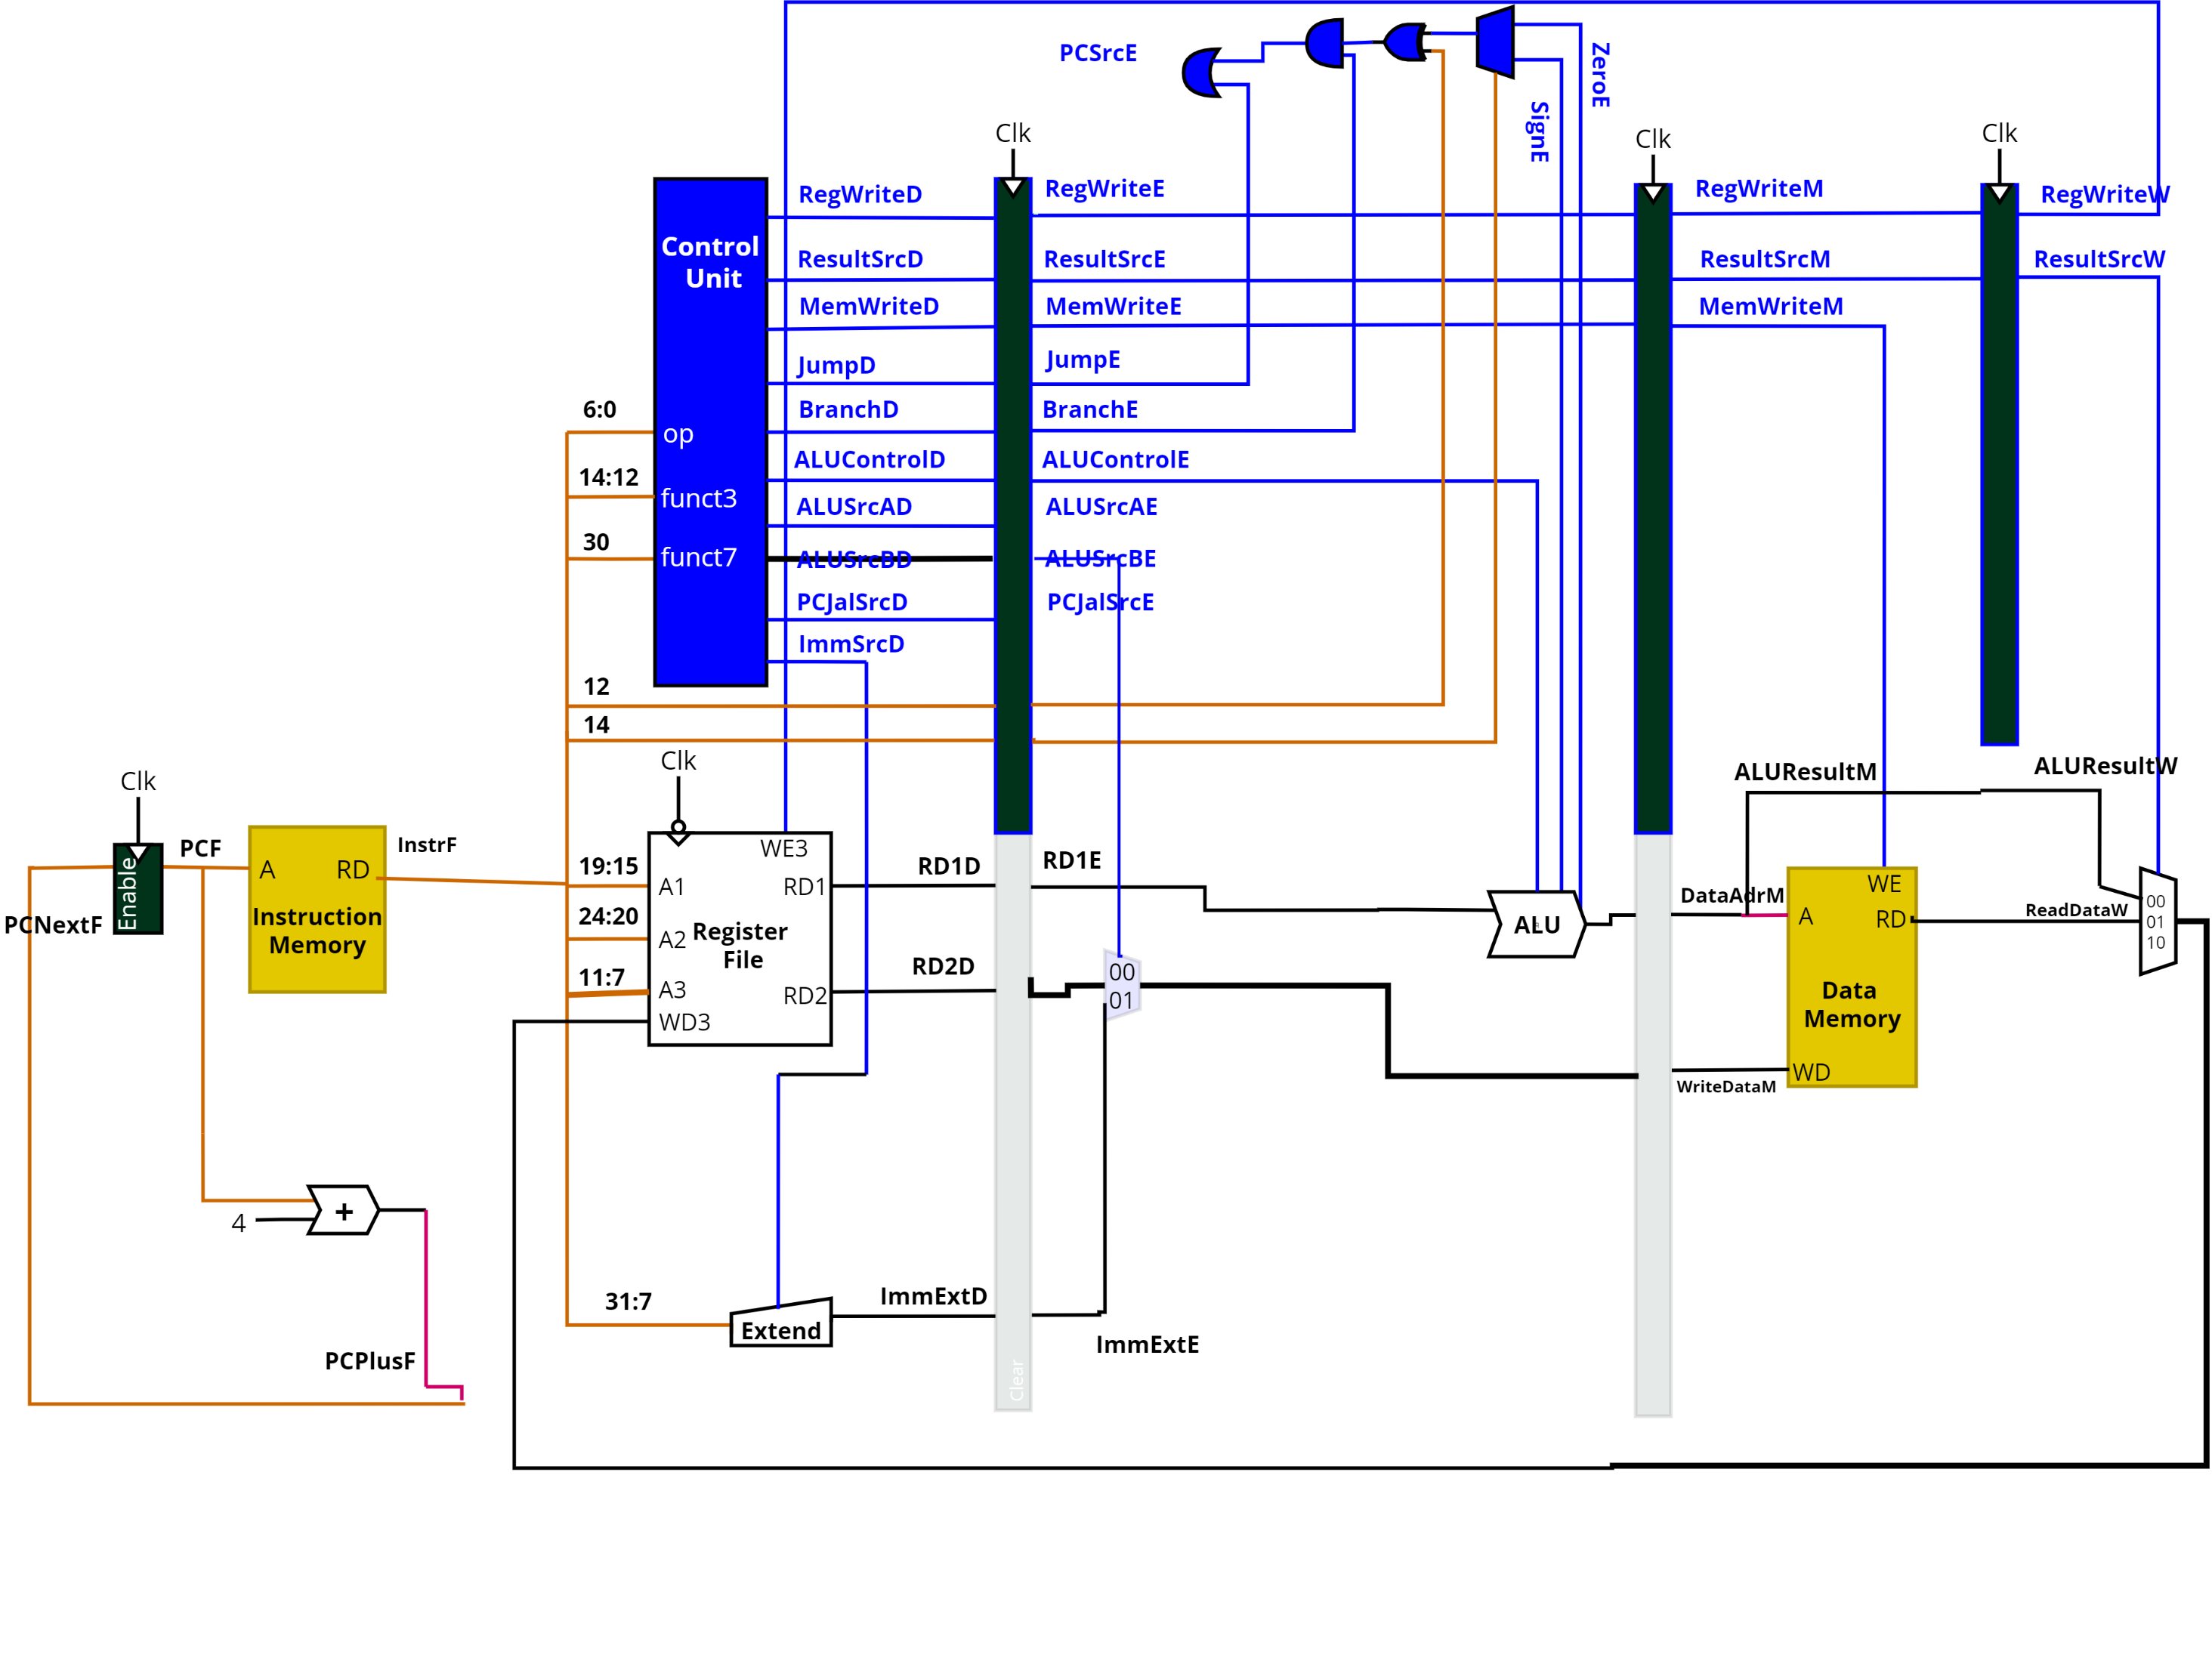 PCSrcE
ZeroE
SignE
Clk
Clk
Clk
RegWriteD
RegWriteE
RegWriteM
RegWriteW
Control
Unit
ResultSrcD
ResultSrcE
ResultSrcM
ResultSrcW
MemWriteD
MemWriteE
MemWriteM
JumpD
JumpE
6:0
op
BranchD
BranchE
14:12
funct3
ALUControlD
ALUControlE
ALUSrcAD
ALUSrcAE
30
funct7
ALUSrcBD
ALUSrcBE
PCJalSrcD
PCJalSrcE
ImmSrcD
12
14
Clk
Clk
ALUResultM
ALUResultW
PCF
InstrF
Enable
A
RD
Instruction
Memory
PCNextF
19:15
24:20
11:7
WE3
A1
RD1
A2
Register
File
A3
RD2
WD3
RD1D
RD1E
RD2D
00
01
ALU
DataAdrM
WE
A
RD
Data
Memory
WD
WriteDataM
ReadDataW
00
01
10
4
+
PCPlusF
31:7
Extend
ImmExtD
ImmExtE
Clear